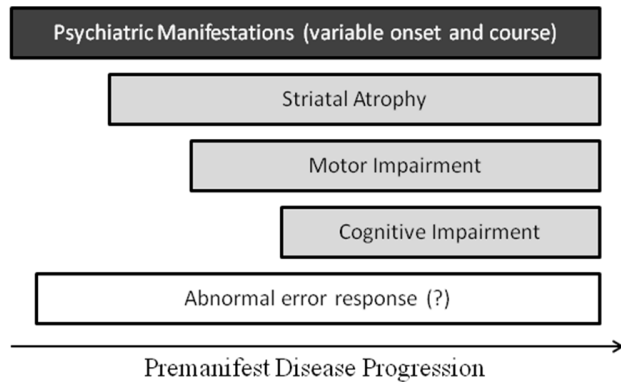 Psychiatric Manifestations (variable onset and course)
Striatal Atrophy
Motor Impairment
Cognitive Impairment
Abnormal error response (?)
Premanifest Disease Progression